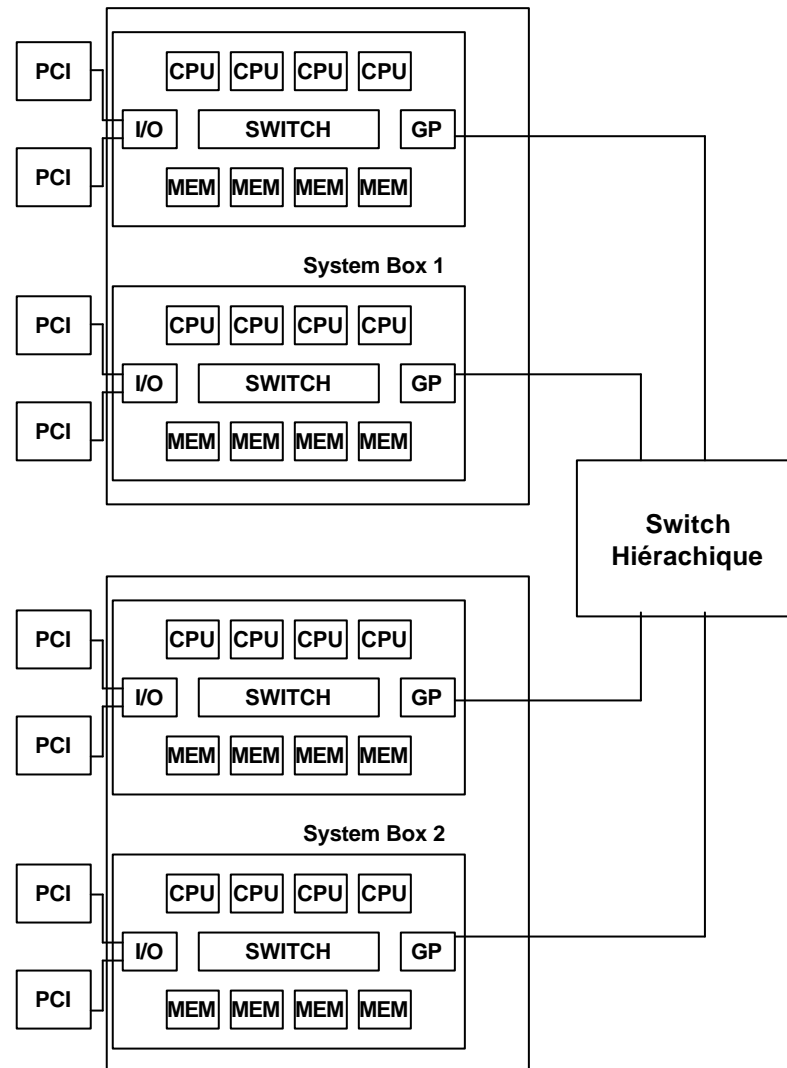 PCI
CPU CPU CPU CPU
I/O SWITCH GP
PCI
MEM MEM MEM MEM
System Box 1
PCI
CPU CPU CPU CPU
I/O SWITCH GP
PCI
MEM MEM MEM MEM
Switch
Hiérachique
PCI
CPU CPU CPU CPU
I/O SWITCH GP
PCI
MEM MEM MEM MEM
System Box 2
PCI
CPU CPU CPU CPU
I/O SWITCH GP
PCI
MEM MEM MEM MEM